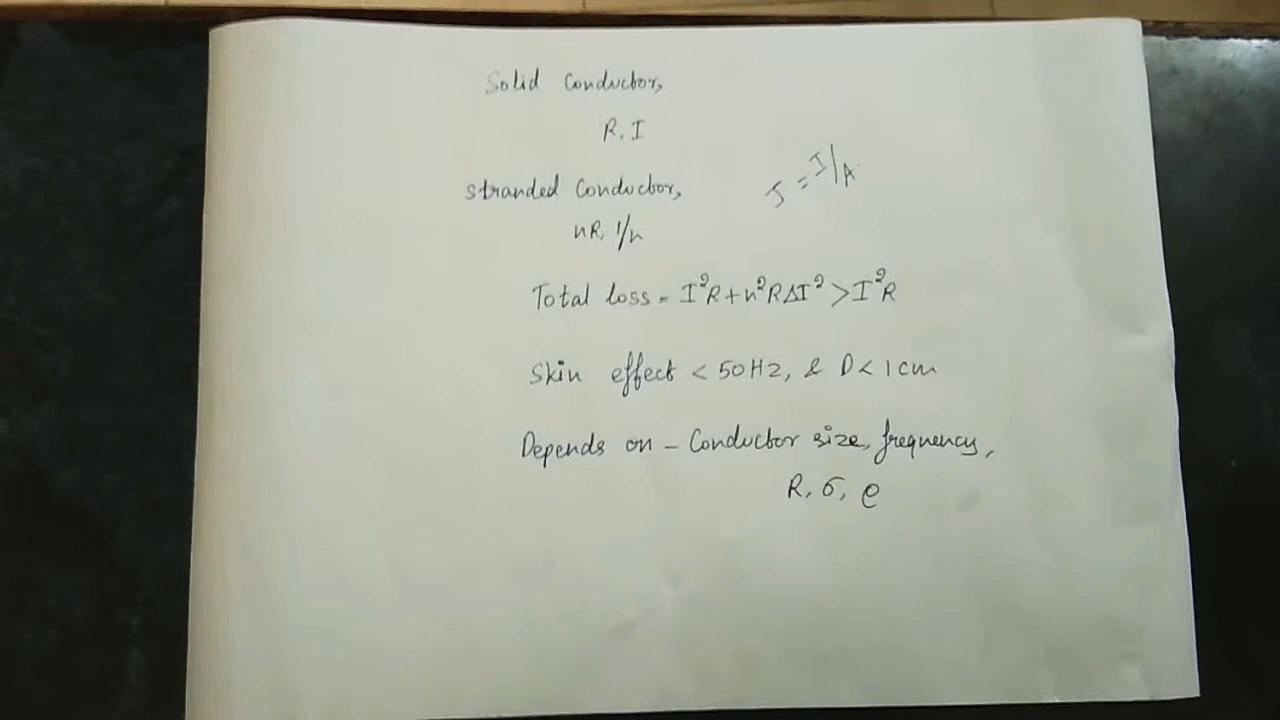 Solid Conductor,
R, I
J = I/A
Stranded Conductor,
nR, 1/n
Total loss = I²R + n²RΔI² > I²R
Skin effect < 50Hz, & D < 1cm
Depends on - Conductor size, frequency,
R, σ, ρ